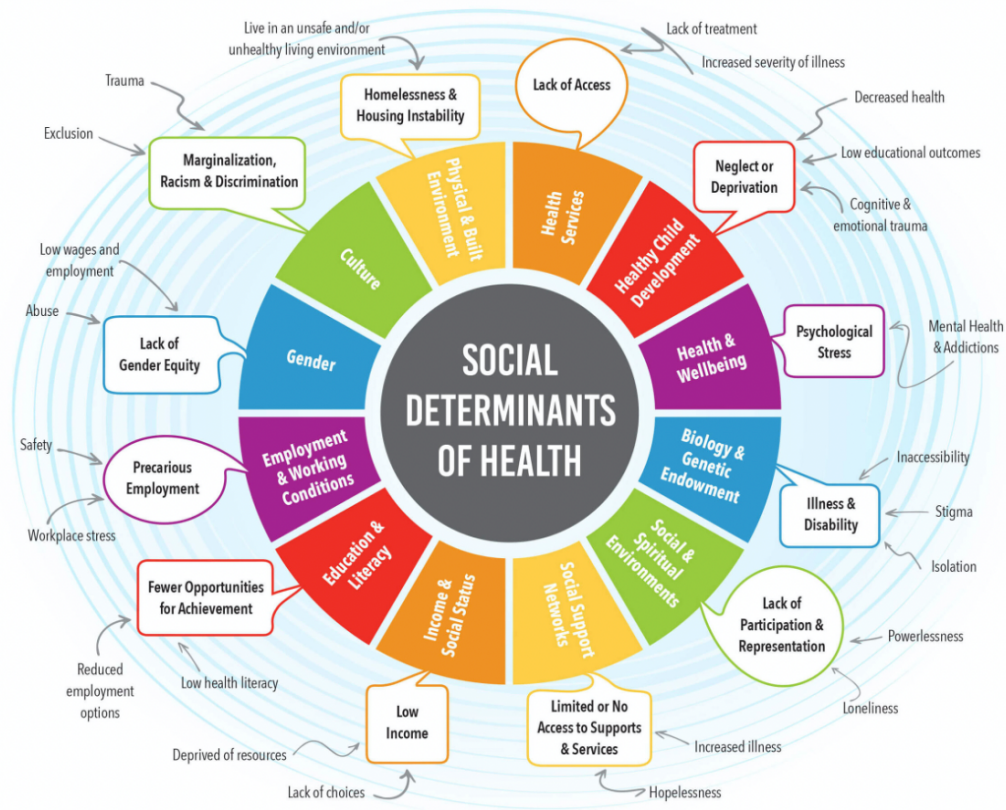 Live in an unsafe and/or
unhealthy living environment
Homelessness &
Housing Instability
Physical & Built
Environment
Lack of treatment
Increased severity of illness
Lack of Access
Health
Services
Decreased health
Low educational outcomes
Cognitive &
emotional trauma
Neglect or
Deprivation
Healthy Child
Development
Mental Health
& Addictions
Psychological
Stress
Health &
Wellbeing
Inaccessibility
Stigma
Isolation
Illness &
Disability
Biology &
Genetic
Endowment
Powerlessness
Loneliness
Lack of
Participation &
Representation
Social &
Spiritual
Environments
Increased illness
Hopelessness
Limited or No
Access to Supports
& Services
Social Support
Networks
Deprived of resources
Lack of choices
Low
Income
Income &
Social Status
Reduced
employment
options
Low health literacy
Fewer Opportunities
for Achievement
Education &
Literacy
Safety
Workplace stress
Precarious
Employment
Employment
& Working
Conditions
Low wages and
employment
Abuse
Lack of
Gender Equity
Gender
Trauma
Exclusion
Marginalization,
Racism & Discrimination
Culture
SOCIAL
DETERMINANTS
OF HEALTH